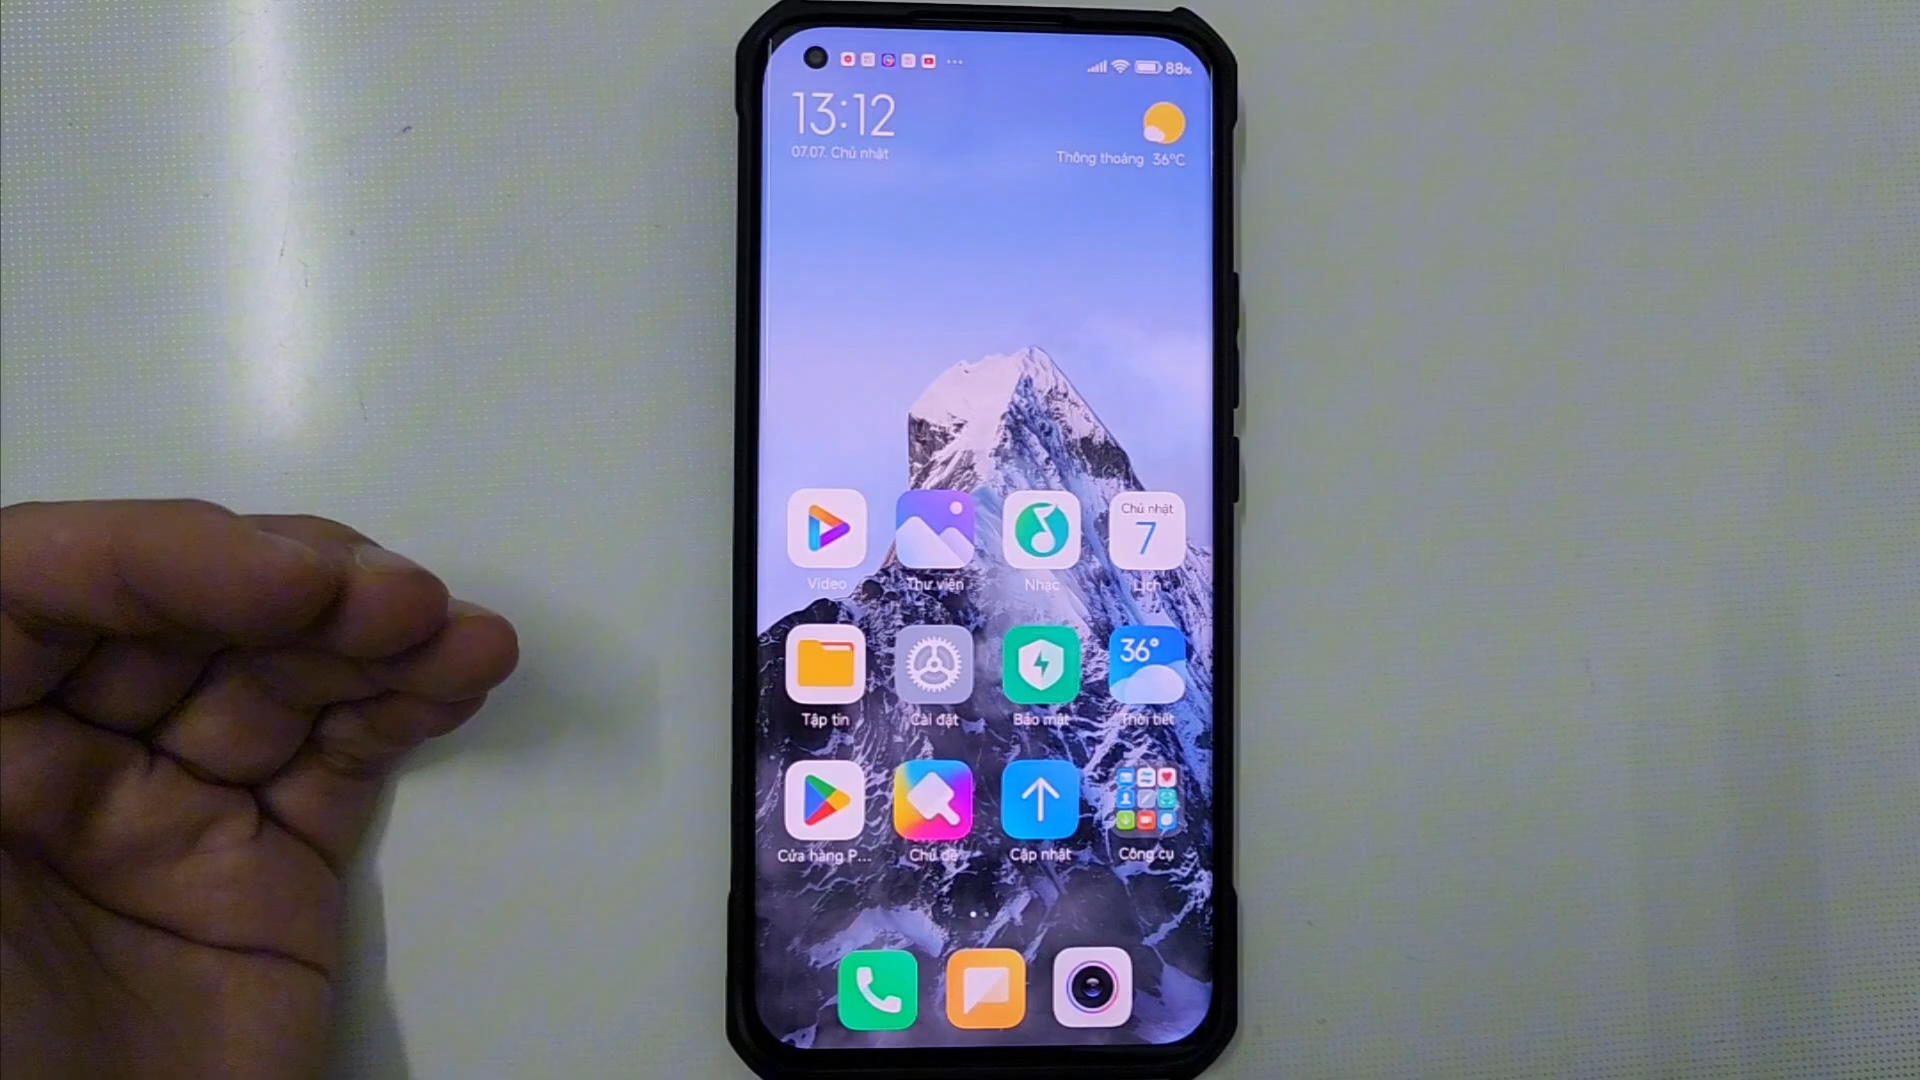 88%
13:12
07.07. Chủ nhật
Thông thoáng 36°C
Chủ nhật
7
Video
Thư viện
Nhạc
Lịch
36°
Tập tin
Cài đặt
Bảo mật
Thời tiết
Cửa hàng P...
Chủ đề
Cập nhật
Công cụ